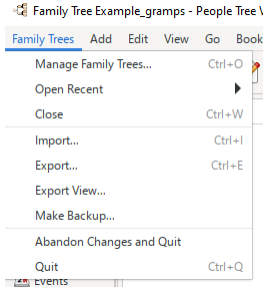 Family Tree Example_gramps - People Tree V
Family Trees Add Edit View Go Book
Manage Family Trees... Ctrl+O
Open Recent
Close Ctrl+W
Import... Ctrl+I
Export... Ctrl+E
Export View...
Make Backup...
Abandon Changes and Quit
Quit Ctrl+Q
Events